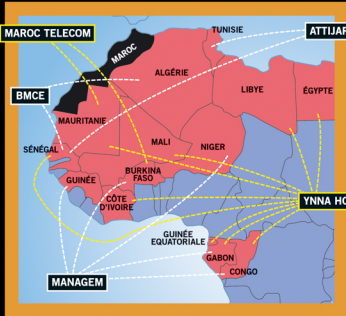 TUNISIE
MAROC TELECOM
ATTIJAR
MAROC
ALGÉRIE
LIBYE
ÉGYPTE
BMCE
MAURITANIE
MALI
NIGER
SÉNÉGAL
BURKINA
FASO
GUINÉE
CÔTE
D'IVOIRE
YNNA HO
GUINÉE
EQUATORIALE
GABON
CONGO
MANAGEM